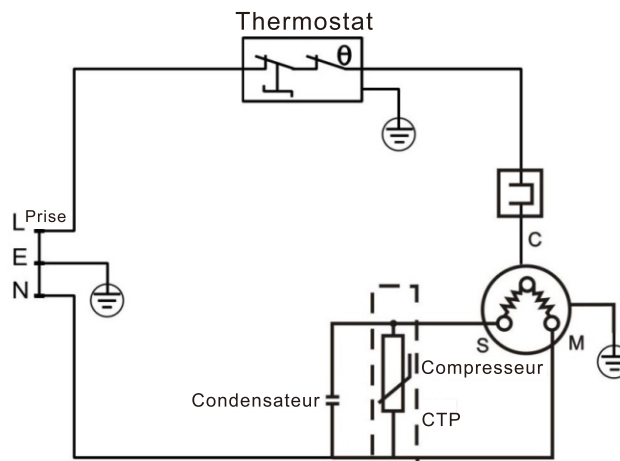 Thermostat
θ
L Prise
E
N
C
S
M
Compresseur
Condensateur
CTP